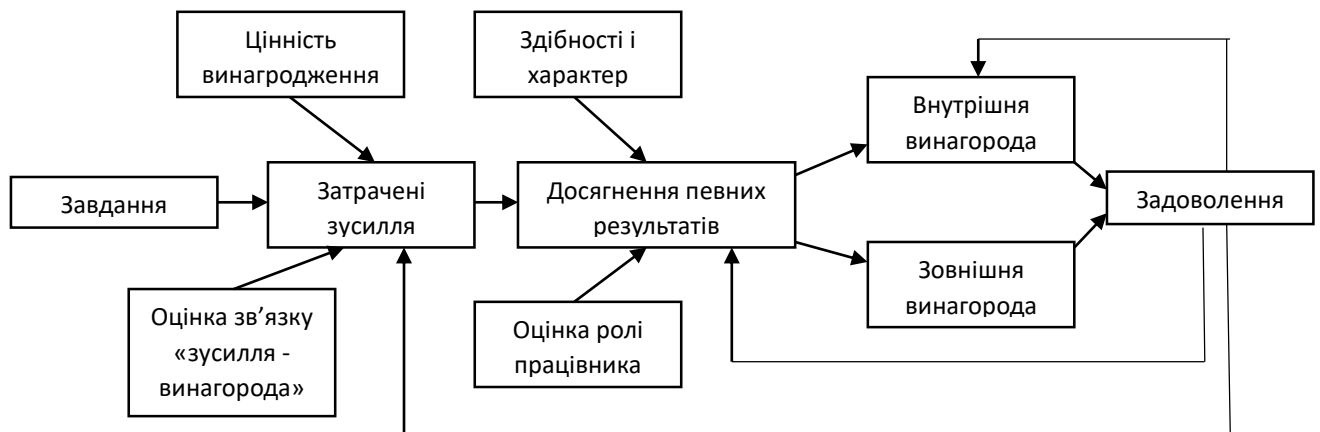 Цінність
винагродження
Здібності і
характер
Внутрішня
винагорода
Завдання
Затрачені
зусилля
Досягнення певних
результатів
Задоволення
Зовнішня
винагорода
Оцінка зв’язку
«зусилля -
винагорода»
Оцінка ролі
працівника